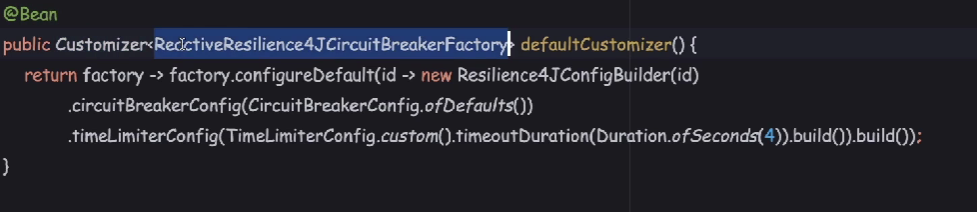 @Bean
public Customizer<ReactiveResilience4JCircuitBreakerFactory> defaultCustomizer() {
return factory -> factory.configureDefault(id -> new Resilience4JConfigBuilder(id)
.circuitBreakerConfig(CircuitBreakerConfig.ofDefaults())
.timeLimiterConfig(TimeLimiterConfig.custom().timeoutDuration(Duration.ofSeconds(4)).build()).build());
}